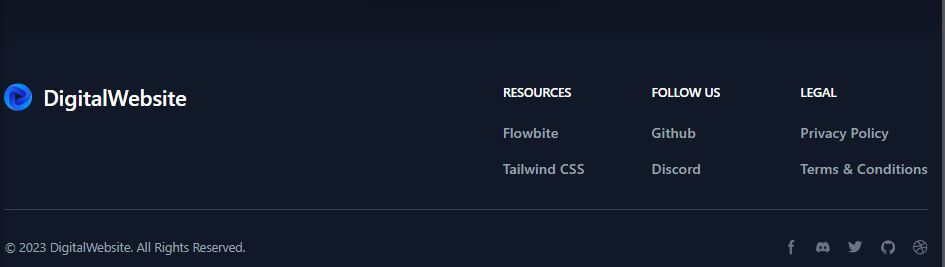 DigitalWebsite
RESOURCES
Flowbite
Tailwind CSS
FOLLOW US
Github
Discord
LEGAL
Privacy Policy
Terms & Conditions
© 2023 DigitalWebsite. All Rights Reserved.